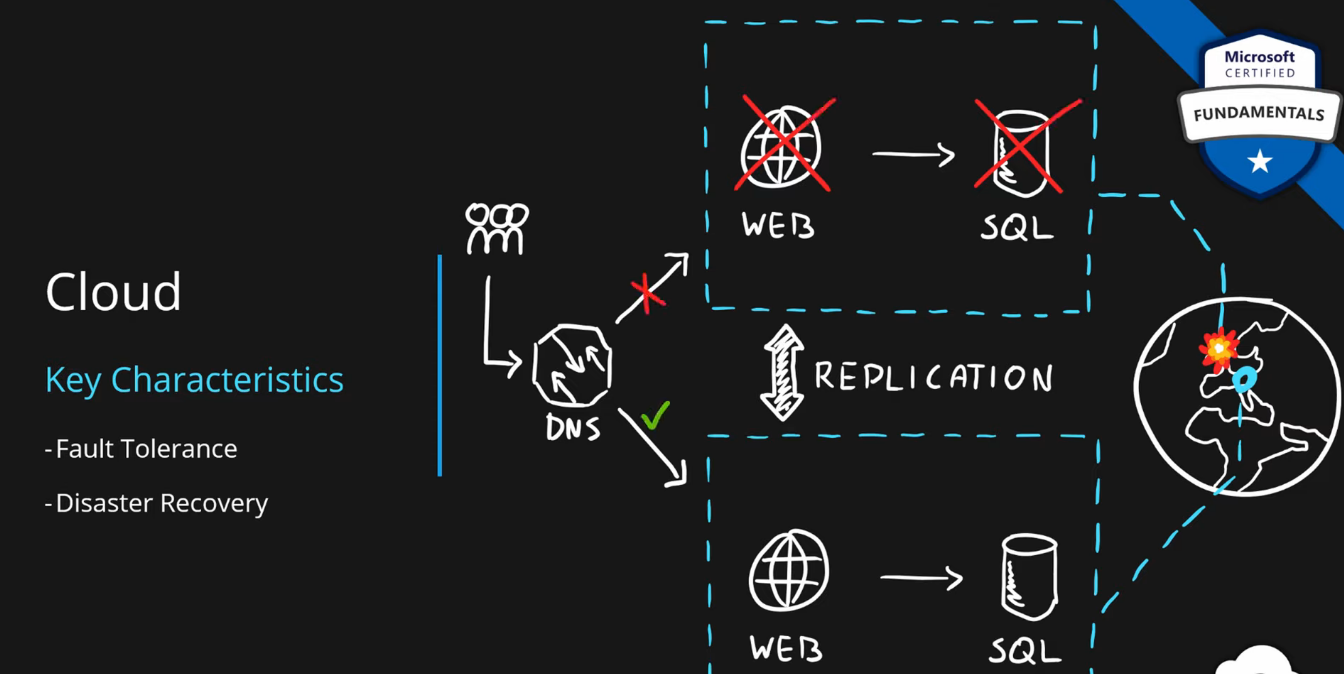 Cloud
Key Characteristics
-Fault Tolerance
-Disaster Recovery
DNS
WEB
SQL
REPLICATION
WEB
SQL
Microsoft
CERTIFIED
FUNDAMENTALS